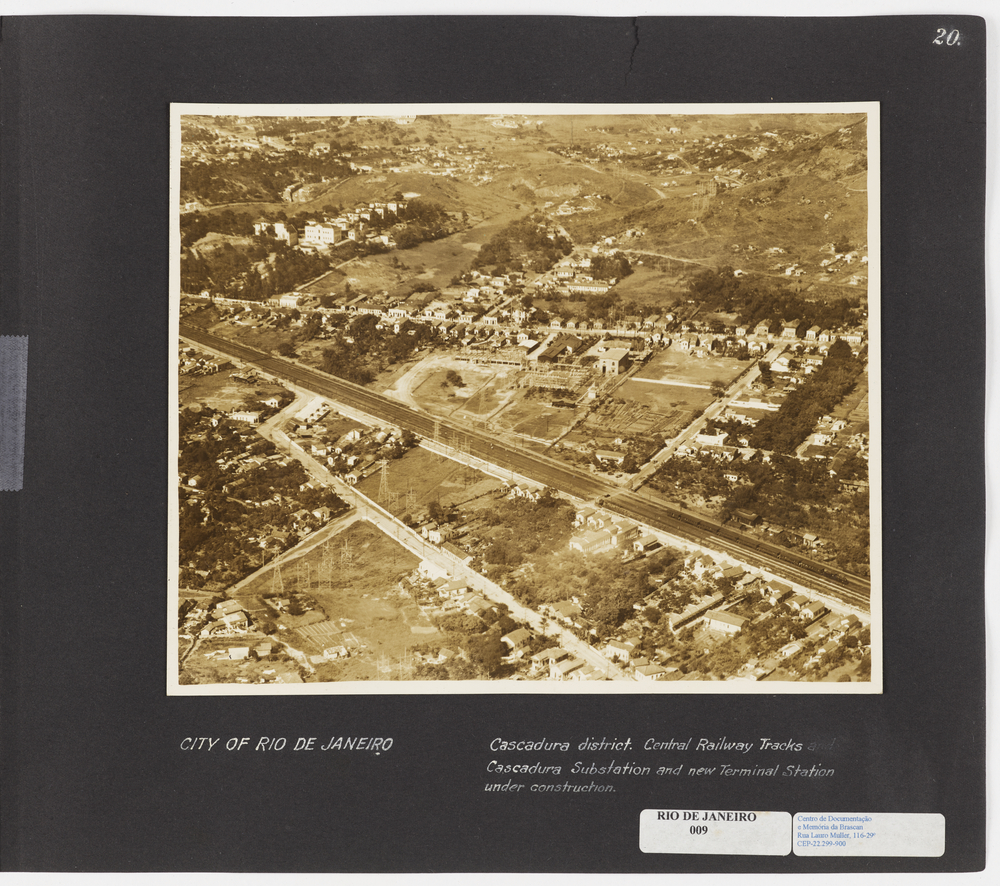 20.
CITY OF RIO DE JANEIRO
Cascadura district. Central Railway Tracks and
Cascadura Substation and new Terminal Station
under construction.
RIO DE JANEIRO
009
Centro de Documentação
e Memória da Brascan
Rua Lauro Muller, 116-29º
CEP-22.299-900